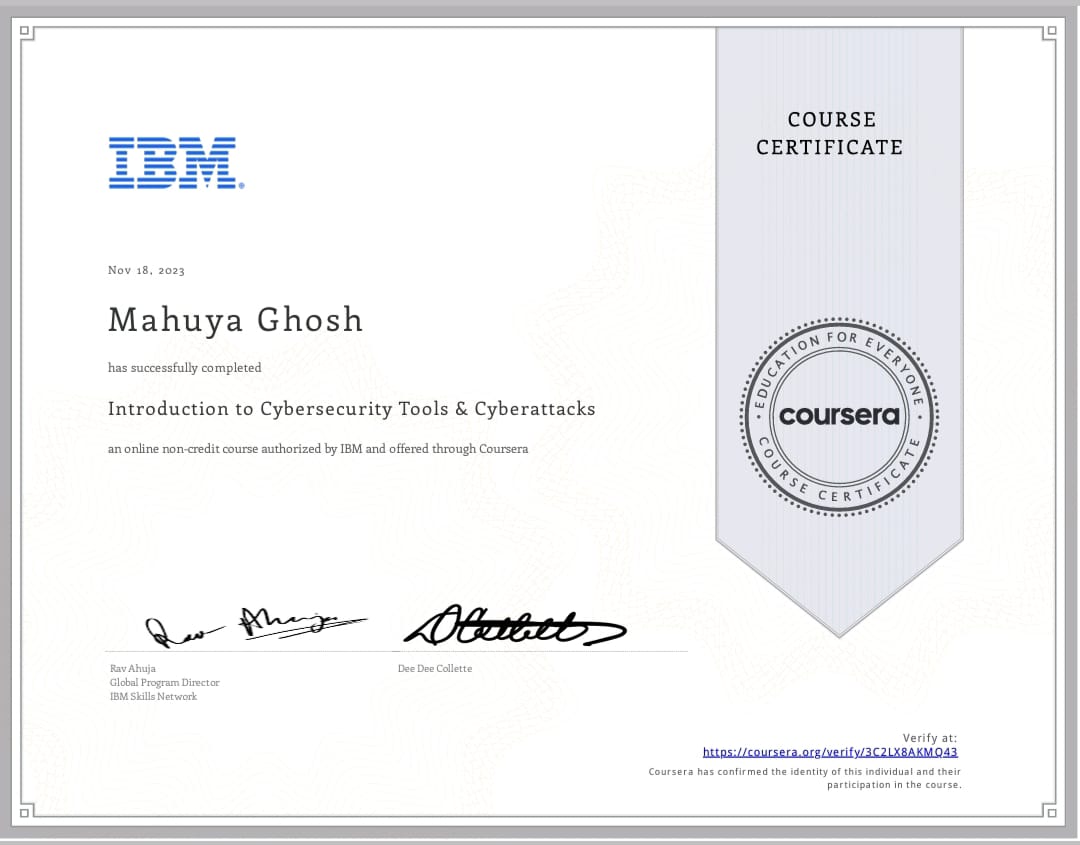 COURSE
CERTIFICATE
IBM®
Nov 18, 2023
Mahuya Ghosh
has successfully completed
Introduction to Cybersecurity Tools & Cyberattacks
an online non-credit course authorized by IBM and offered through Coursera
EDUCATION FOR EVERYONE
coursera
COURSE CERTIFICATE
Rav Ahuja
Dee Dee Collette
Rav Ahuja
Global Program Director
IBM Skills Network
Verify at:
https://coursera.org/verify/3C2LX8AKMQ43
Coursera has confirmed the identity of this individual and their
participation in the course.